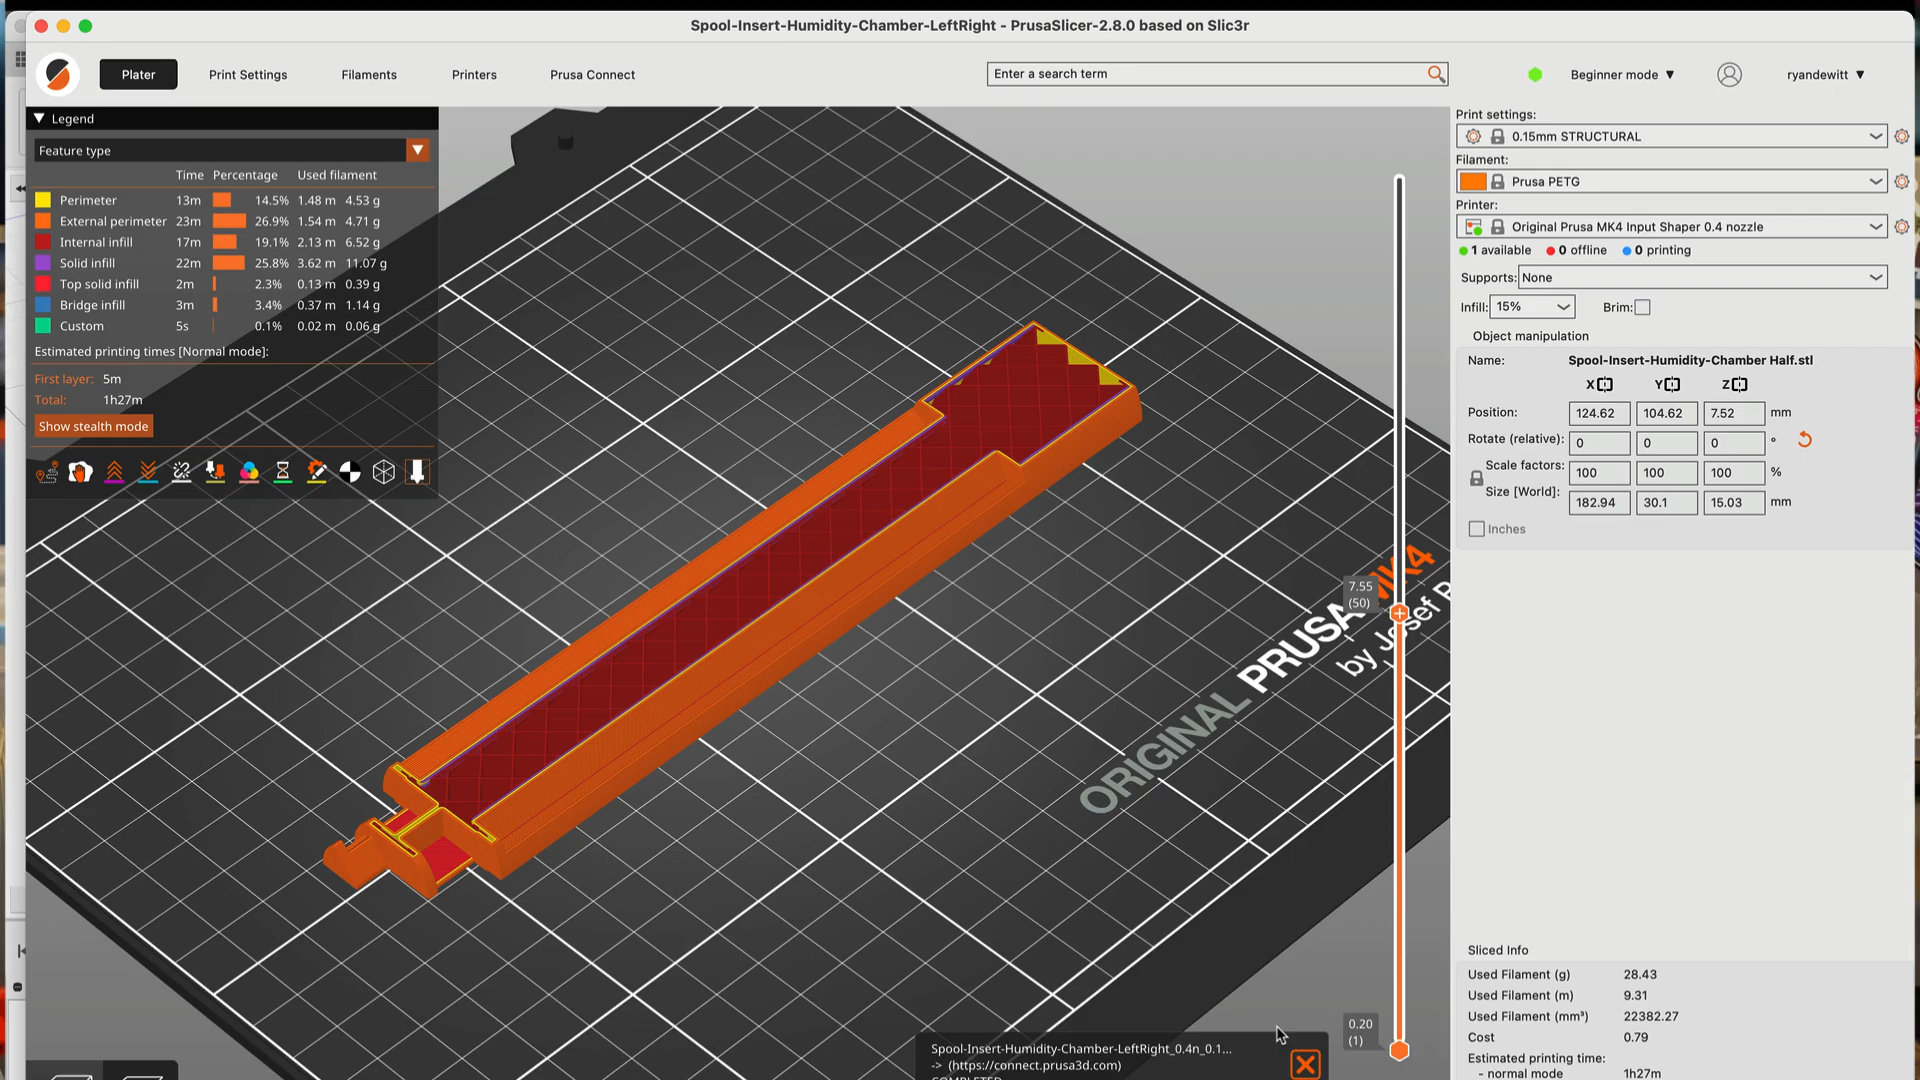 Spool-Insert-Humidity-Chamber-LeftRight - PrusaSlicer-2.8.0 based on Slic3r
Plater Print Settings Filaments Printers Prusa Connect Enter a search term Beginner mode ryandewitt
Legend
Feature type
Time Percentage Used filament
Perimeter 13m 14.5% 1.48 m 4.53 g
External perimeter 23m 26.9% 1.54 m 4.71 g
Internal infill 17m 19.1% 2.13 m 6.52 g
Solid infill 22m 25.8% 3.62 m 11.07 g
Top solid infill 2m 2.3% 0.13 m 0.39 g
Bridge infill 3m 3.4% 0.37 m 1.14 g
Custom 5s 0.1% 0.02 m 0.06 g
Estimated printing times [Normal mode]:
First layer: 5m
Total: 1h27m
Show stealth mode
7.55
(50)
ORIGINAL PRUSA MK4
by Josef
0.20
(1)
Spool-Insert-Humidity-Chamber-LeftRight_0.4n_0.1...
-> (https://connect.prusa3d.com)
COMPLETED
Print settings:
0.15mm STRUCTURAL
Filament:
Prusa PETG
Printer:
Original Prusa MK4 Input Shaper 0.4 nozzle
1 available 0 offline 0 printing
Supports: None
Infill: 15% Brim:
Object manipulation
Name: Spool-Insert-Humidity-Chamber Half.stl
X Y Z
Position: 124.62 104.62 7.52 mm
Rotate (relative): 0 0 0 °
Scale factors: 100 100 100 %
Size [World]: 182.94 30.1 15.03 mm
Inches
Sliced Info
Used Filament (g) 28.43
Used Filament (m) 9.31
Used Filament (mm³) 22382.27
Cost 0.79
Estimated printing time:
- normal mode 1h27m